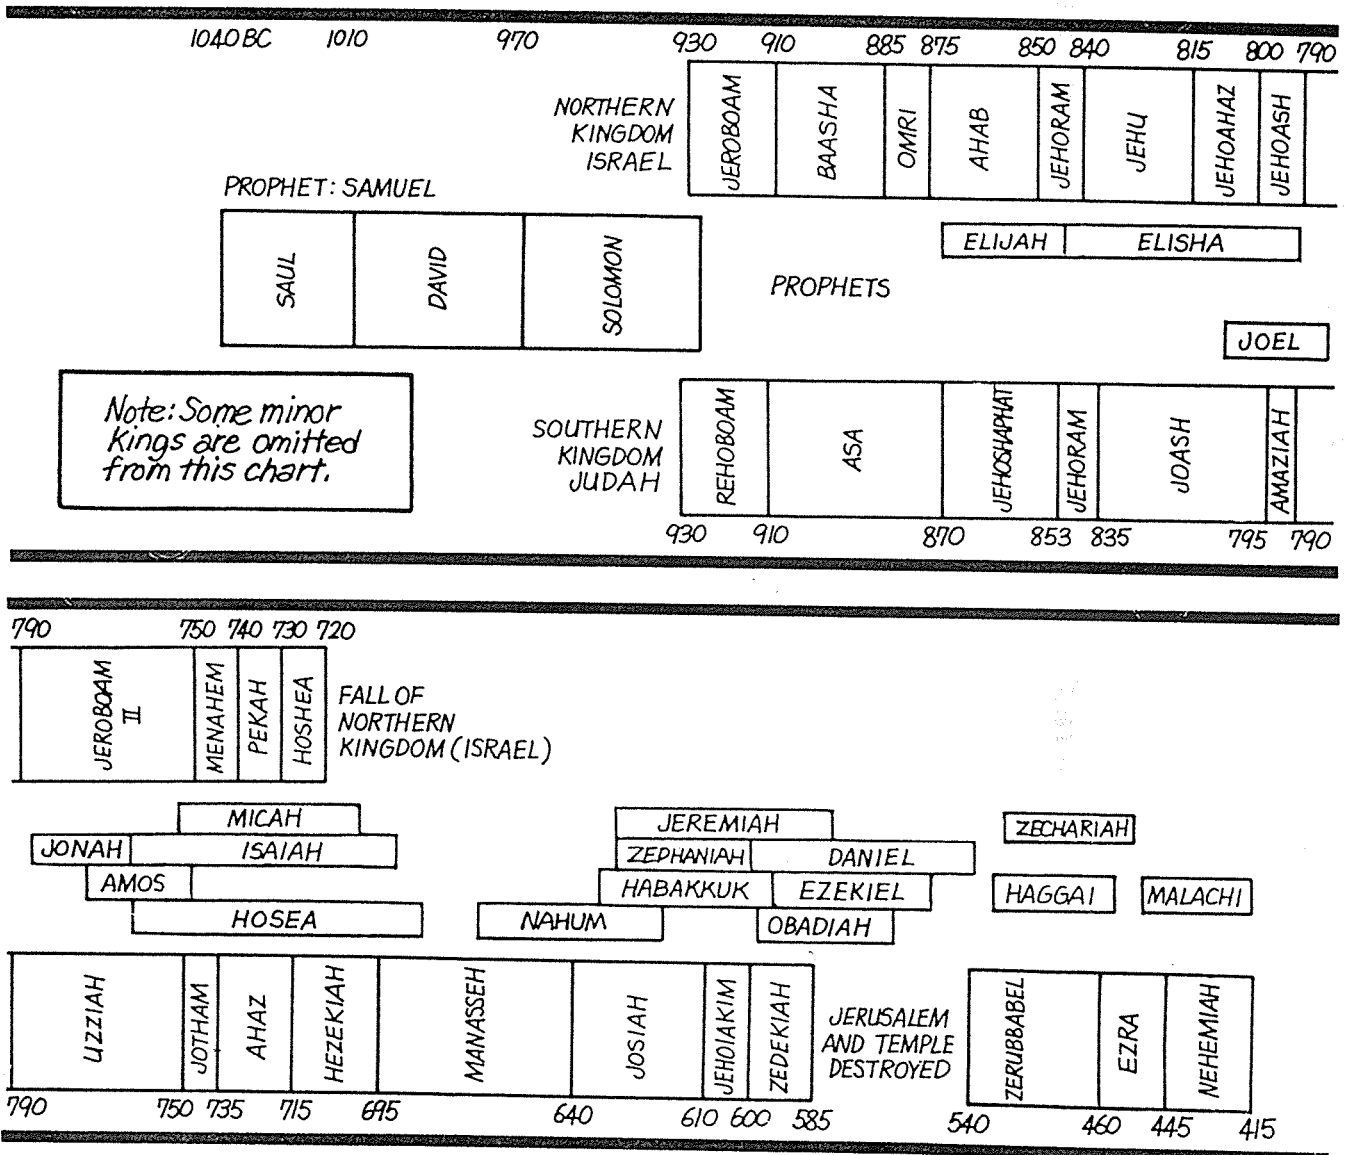 1040 BC 1010 970 930 910 885 875 850 840 815 800 790
NORTHERN
KINGDOM
ISRAEL
JEROBOAM
BAASHA
OMRI
AHAB
JEHORAM
JEHU
JEHOAHAZ
JEHOASH
PROPHET: SAMUEL
SAUL
DAVID
SOLOMON
ELIJAH
ELISHA
PROPHETS
JOEL
Note: Some minor
Kings are omitted
from this chart.
SOUTHERN
KINGDOM
JUDAH
REHOBOAM
ASA
JEHOSHAPHAT
JEHORAM
JOASH
AMAZIAH
930 910 870 853 835 795 790
790 750 740 730 720
JEROBOAM
II
MENAHEM
PEKAH
HOSHEA
FALL OF
NORTHERN
KINGDOM (ISRAEL)
MICAH
JEREMIAH
ZECHARIAH
JONAH
ISAIAH
ZEPHANIAH
DANIEL
AMOS
HABAKKUK
EZEKIEL
HAGGAI
MALACHI
HOSEA
NAHUM
OBADIAH
UZZIAH
JOTHAM
AHAZ
HEZEKIAH
MANASSEH
JOSIAH
JEHOIAKIM
ZEDEKIAH
JERUSALEM
AND TEMPLE
DESTROYED
ZERUBBABEL
EZRA
NEHEMIAH
790 750 735 715 695 640 610 600 585 540 460 445 415